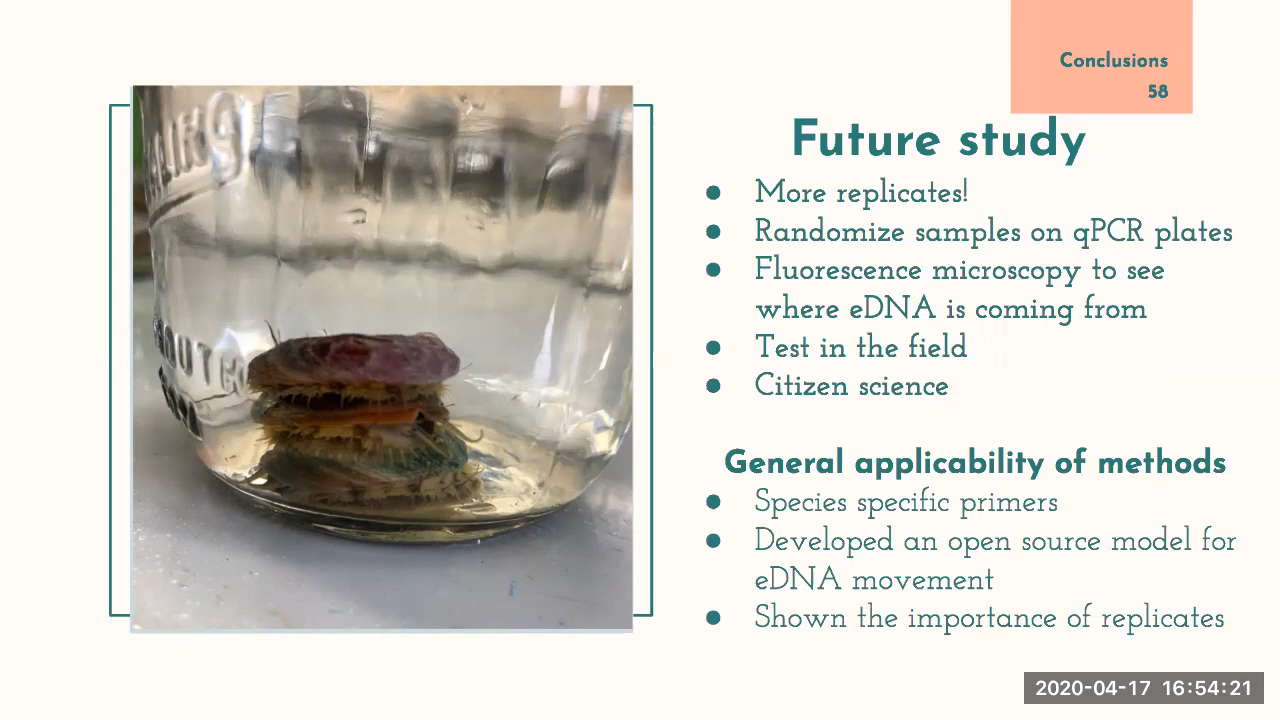 Conclusions
58
Future study
● More replicates!
● Randomize samples on qPCR plates
● Fluorescence microscopy to see
where eDNA is coming from
● Test in the field
● Citizen science
General applicability of methods
● Species specific primers
● Developed an open source model for
eDNA movement
● Shown the importance of replicates
2020-04-17 16:54:21